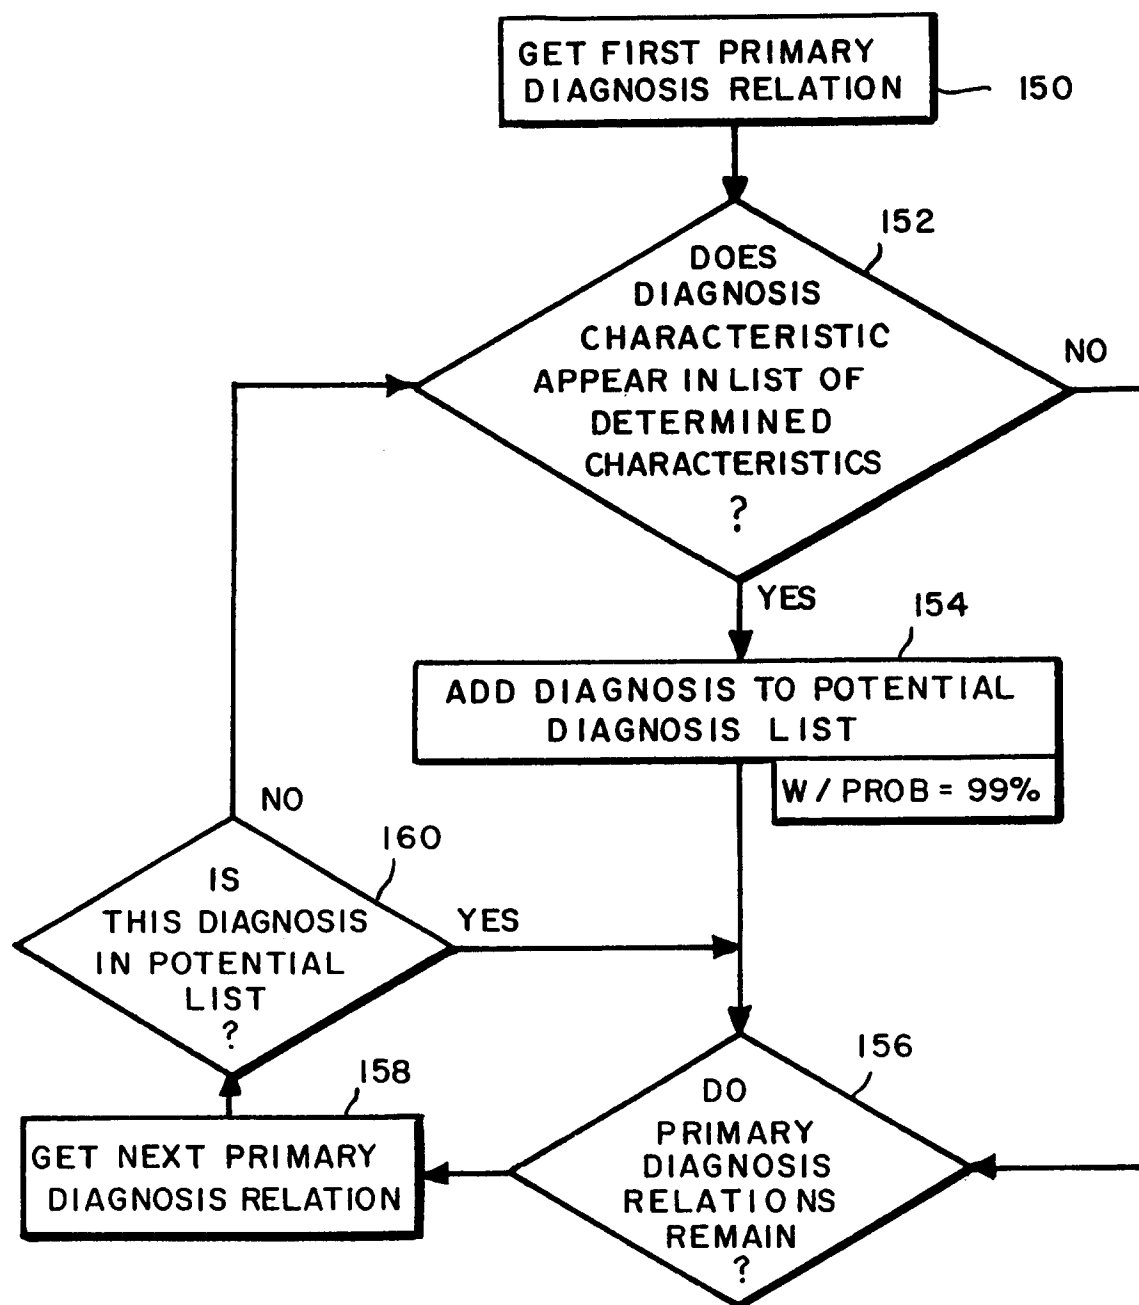 GET FIRST PRIMARY
DIAGNOSIS RELATION
150
152
DOES
DIAGNOSIS
CHARACTERISTIC
APPEAR IN LIST OF
DETERMINED
CHARACTERISTICS
?
NO
YES
154
ADD DIAGNOSIS TO POTENTIAL
DIAGNOSIS LIST
W/PROB = 99%
NO
160
IS
THIS DIAGNOSIS
IN POTENTIAL
LIST
?
YES
156
DO
PRIMARY
DIAGNOSIS
RELATIONS
REMAIN
?
158
GET NEXT PRIMARY
DIAGNOSIS RELATION